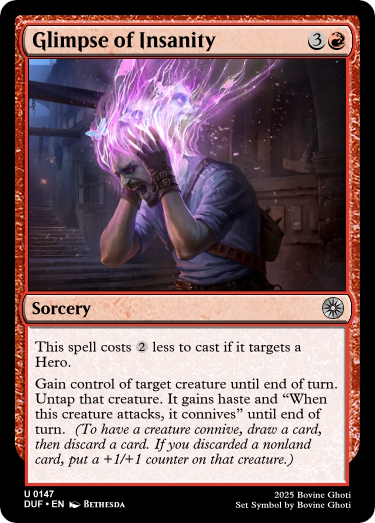 Glimpse of Insanity 3
Sorcery
This spell costs 2 less to cast if it targets a
Hero.
Gain control of target creature until end of turn.
Untap that creature. It gains haste and “When
this creature attacks, it connives” until end of
turn. (To have a creature connive, draw a card,
then discard a card. If you discarded a nonland
card, put a +1/+1 counter on that creature.)
U 0147
DUF • EN Bethesda
2025 Bovine Ghoti
Set Symbol by Bovine Ghoti